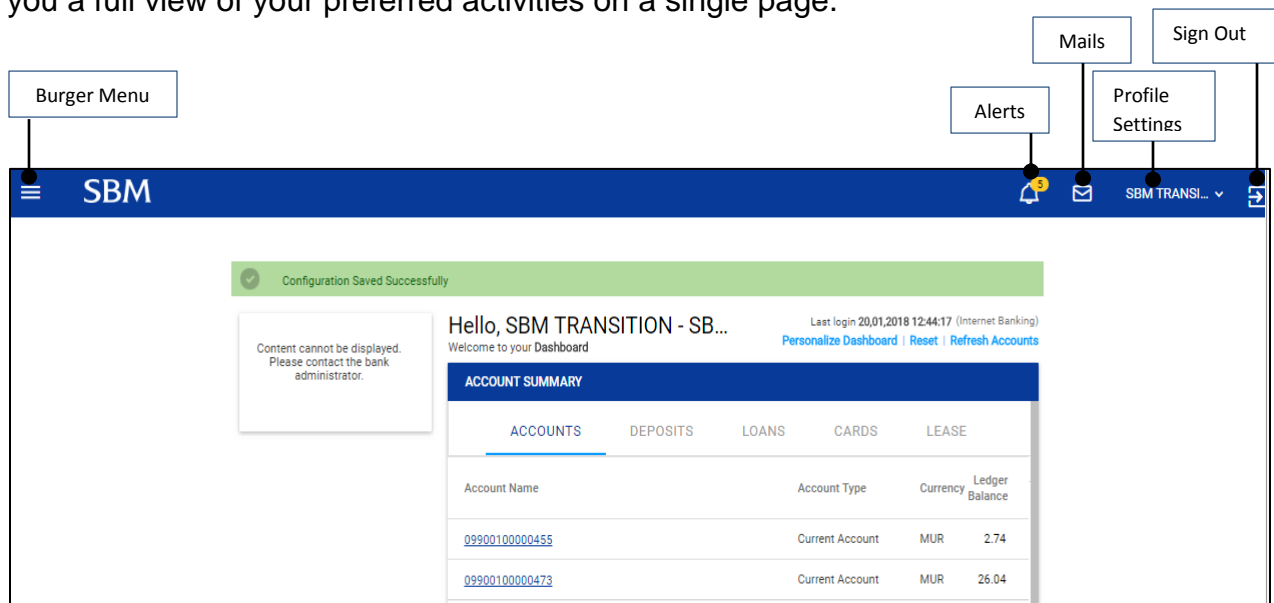 you a full view of your preferred activities on a single page.
Mails
Sign Out
Burger Menu
Alerts
Profile
Settings
SBM
5
SBM TRANSI...
Configuration Saved Successfully
Content cannot be displayed.
Please contact the bank
administrator.
Hello, SBM TRANSITION - SB...
Last login 20,01,2018 12:44:17 (Internet Banking)
Welcome to your Dashboard
Personalize Dashboard | Reset | Refresh Accounts
ACCOUNT SUMMARY
ACCOUNTS DEPOSITS LOANS CARDS LEASE
Account Name Account Type Currency Ledger Balance
09900100000455 Current Account MUR 2.74
09900100000473 Current Account MUR 26.04